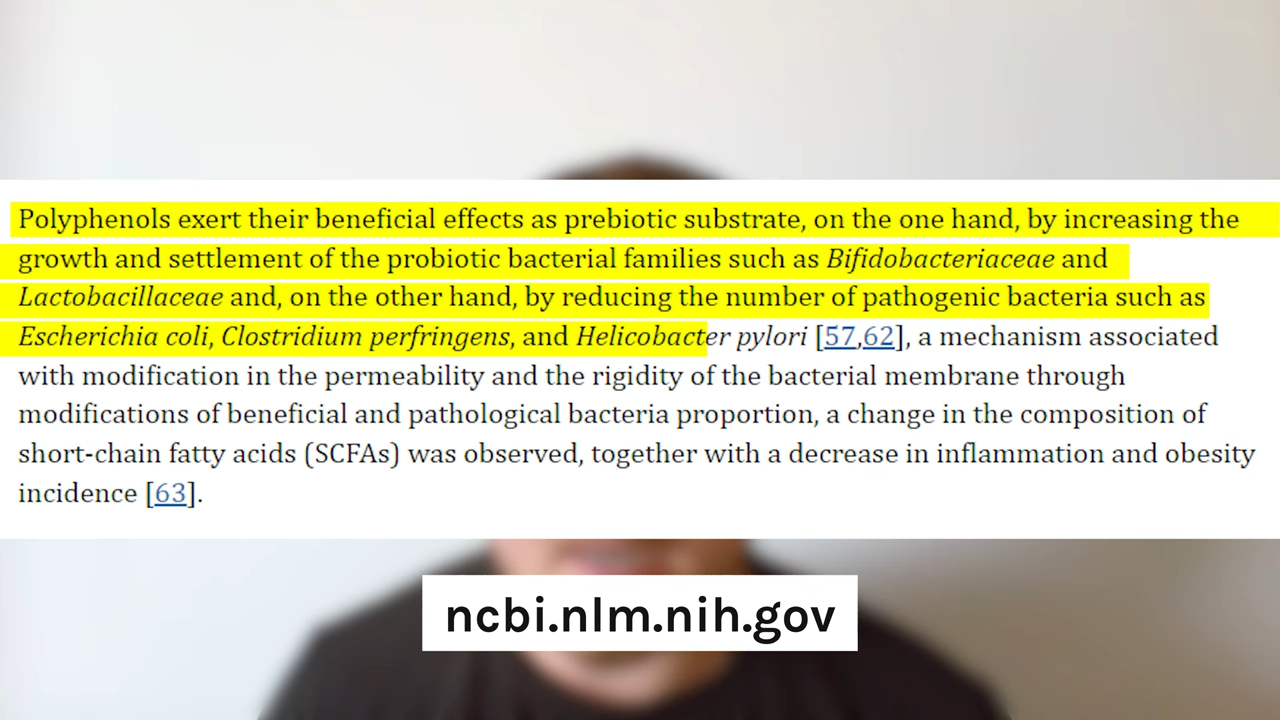 Polyphenols exert their beneficial effects as prebiotic substrate, on the one hand, by increasing the
growth and settlement of the probiotic bacterial families such as Bifidobacteriaceae and
Lactobacillaceae and, on the other hand, by reducing the number of pathogenic bacteria such as
Escherichia coli, Clostridium perfringens, and Helicobacter pylori [57,62], a mechanism associated
with modification in the permeability and the rigidity of the bacterial membrane through
modifications of beneficial and pathological bacteria proportion, a change in the composition of
short-chain fatty acids (SCFAs) was observed, together with a decrease in inflammation and obesity
incidence [63].
ncbi.nlm.nih.gov